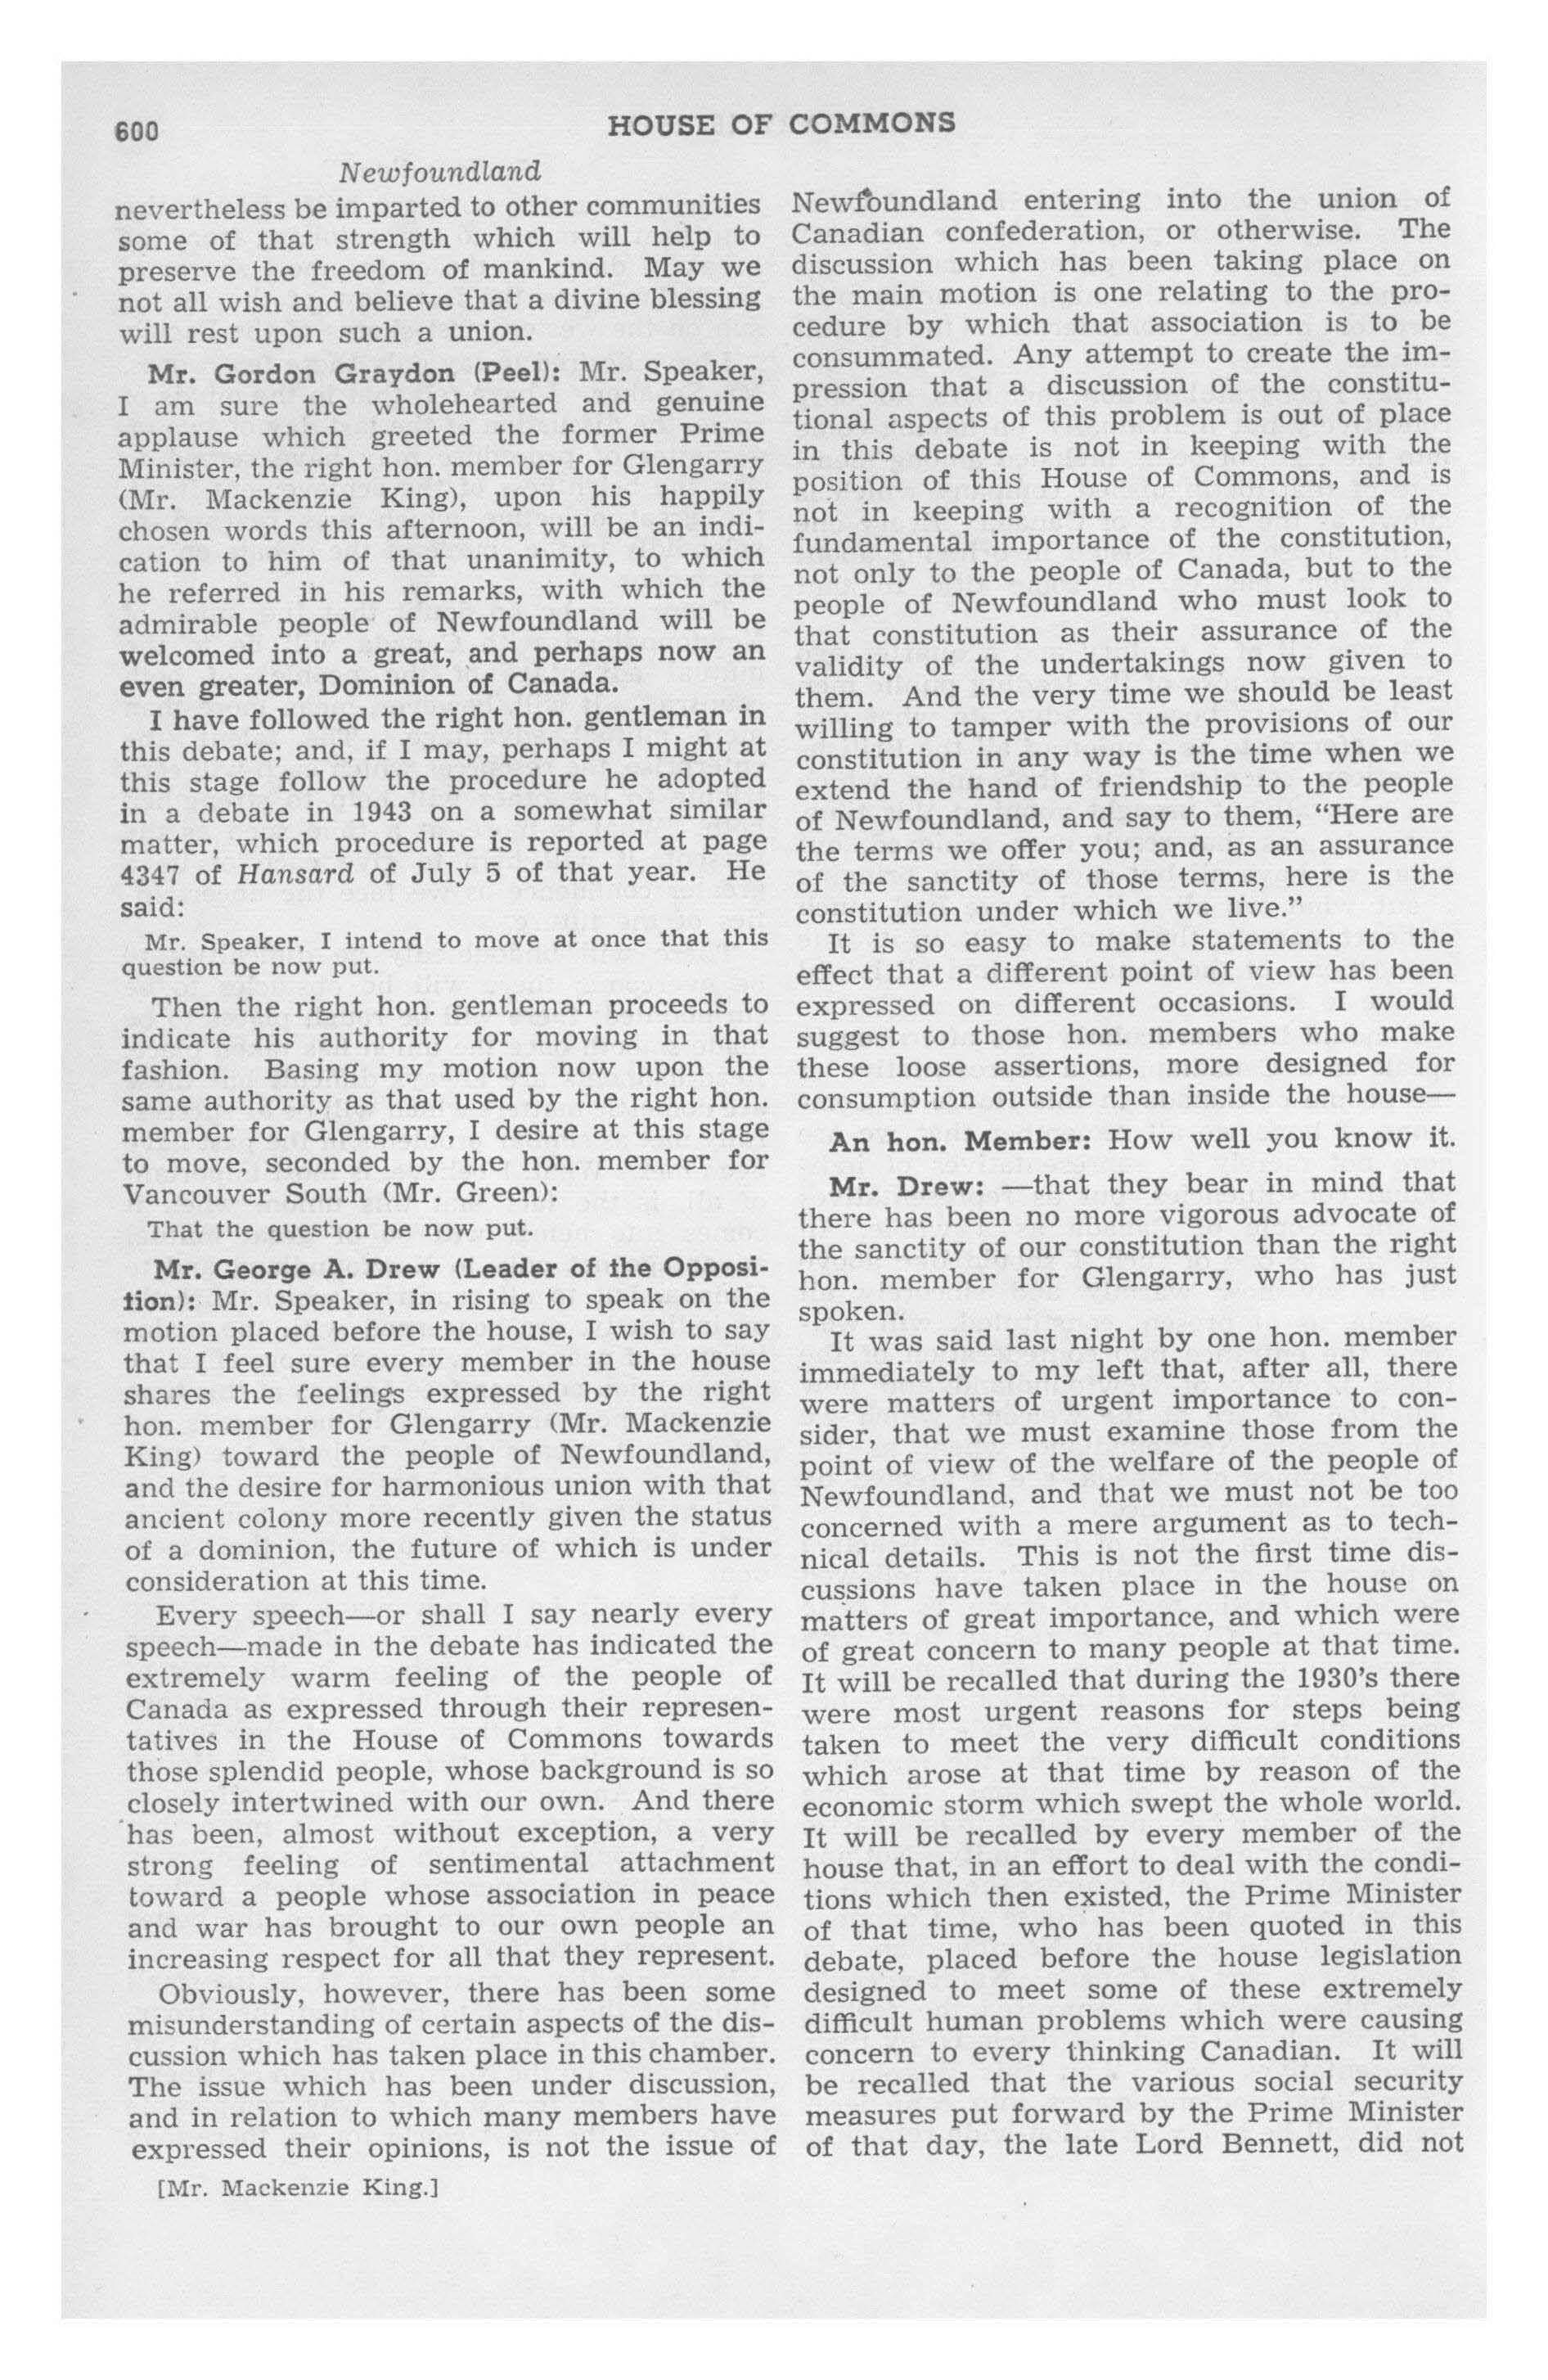 600
HOUSE OF COMMONS
Newfoundland
nevertheless be imparted to other communities
some of that strength which will help to
preserve the freedom of mankind. May we
not all wish and believe that a divine blessing
will rest upon such a union.
Mr. Gordon Graydon (Peel): Mr. Speaker,
I am sure the wholehearted and genuine
applause which greeted the former Prime
Minister, the right hon. member for Glengarry
(Mr. Mackenzie King), upon his happily
chosen words this afternoon, will be an indi-
cation to him of that unanimity, to which
he referred in his remarks, with which the
admirable people of Newfoundland will be
welcomed into a great, and perhaps now an
even greater, Dominion of Canada.
I have followed the right hon. gentleman in
this debate; and, if I may, perhaps I might at
this stage follow the procedure he adopted
in a debate in 1943 on a somewhat similar
matter, which procedure is reported at page
4347 of Hansard of July 5 of that year. He
said:
Mr. Speaker, I intend to move at once that this
question be now put.
Then the right hon. gentleman proceeds to
indicate his authority for moving in that
fashion. Basing my motion now upon the
same authority as that used by the right hon.
member for Glengarry, I desire at this stage
to move, seconded by the hon. member for
Vancouver South (Mr. Green):
That the question be now put.
Mr. George A. Drew (Leader of the Opposi-
tion): Mr. Speaker, in rising to speak on the
motion placed before the house, I wish to say
that I feel sure every member in the house
shares the feelings expressed by the right
hon. member for Glengarry (Mr. Mackenzie
King) toward the people of Newfoundland,
and the desire for harmonious union with that
ancient colony more recently given the status
of a dominion, the future of which is under
consideration at this time.
Every speech—or shall I say nearly every
speech—made in the debate has indicated the
extremely warm feeling of the people of
Canada as expressed through their represen-
tatives in the House of Commons towards
those splendid people, whose background is so
closely intertwined with our own. And there
has been, almost without exception, a very
strong feeling of sentimental attachment
toward a people whose association in peace
and war has brought to our own people an
increasing respect for all that they represent.
Obviously, however, there has been some
misunderstanding of certain aspects of the dis-
cussion which has taken place in this chamber.
The issue which has been under discussion,
and in relation to which many members have
expressed their opinions, is not the issue of
[Mr. Mackenzie King.]
Newfoundland entering into the union of
Canadian confederation, or otherwise. The
discussion which has been taking place on
the main motion is one relating to the pro-
cedure by which that association is to be
consummated. Any attempt to create the im-
pression that a discussion of the constitu-
tional aspects of this problem is out of place
in this debate is not in keeping with the
position of this House of Commons, and is
not in keeping with a recognition of the
fundamental importance of the constitution,
not only to the people of Canada, but to the
people of Newfoundland who must look to
that constitution as their assurance of the
validity of the undertakings now given to
them. And the very time we should be least
willing to tamper with the provisions of our
constitution in any way is the time when we
extend the hand of friendship to the people
of Newfoundland, and say to them, “Here are
the terms we offer you; and, as an assurance
of the sanctity of those terms, here is the
constitution under which we live.”
It is so easy to make statements to the
effect that a different point of view has been
expressed on different occasions. I would
suggest to those hon. members who make
these loose assertions, more designed for
consumption outside than inside the house—
An hon. Member: How well you know it.
Mr. Drew: —that they bear in mind that
there has been no more vigorous advocate of
the sanctity of our constitution than the right
hon. member for Glengarry, who has just
spoken.
It was said last night by one hon. member
immediately to my left that, after all, there
were matters of urgent importance to con-
sider, that we must examine those from the
point of view of the welfare of the people of
Newfoundland, and that we must not be too
concerned with a mere argument as to tech-
nical details. This is not the first time dis-
cussions have taken place in the house on
matters of great importance, and which were
of great concern to many people at that time.
It will be recalled that during the 1930’s there
were most urgent reasons for steps being
taken to meet the very difficult conditions
which arose at that time by reason of the
economic storm which swept the whole world.
It will be recalled by every member of the
house that, in an effort to deal with the condi-
tions which then existed, the Prime Minister
of that time, who has been quoted in this
debate, placed before the house legislation
designed to meet some of these extremely
difficult human problems which were causing
concern to every thinking Canadian. It will
be recalled that the various social security
measures put forward by the Prime Minister
of that day, the late Lord Bennett, did not